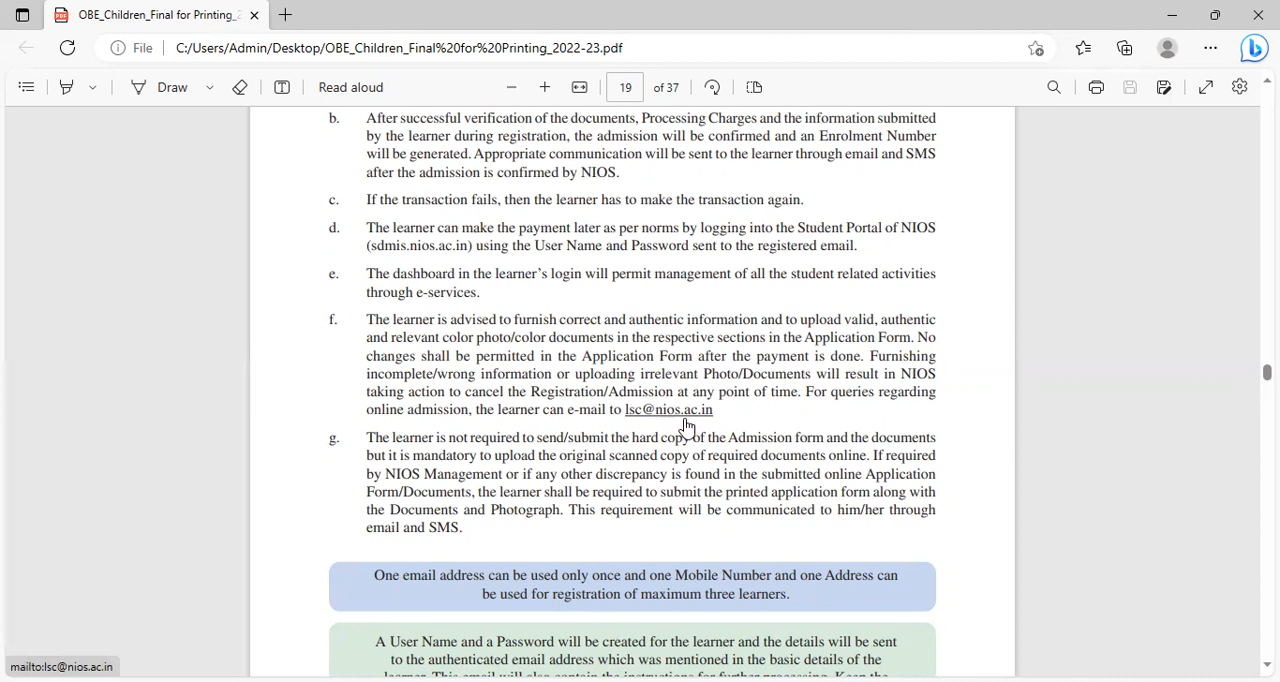 OBE_Children_Final for Printing_2
File
C:/Users/Admin/Desktop/OBE_Children_Final%20for%20Printing_2022-23.pdf
Draw
Read aloud
19 of 37
b. After successful verification of the documents, Processing Charges and the information submitted
by the learner during registration, the admission will be confirmed and an Enrolment Number
will be generated. Appropriate communication will be sent to the learner through email and SMS
after the admission is confirmed by NIOS.
c. If the transaction fails, then the learner has to make the transaction again.
d. The learner can make the payment later as per norms by logging into the Student Portal of NIOS
(sdmis.nios.ac.in) using the User Name and Password sent to the registered email.
e. The dashboard in the learner's login will permit management of all the student related activities
through e-services.
f. The learner is advised to furnish correct and authentic information and to upload valid, authentic
and relevant color photo/color documents in the respective sections in the Application Form. No
changes shall be permitted in the Application Form after the payment is done. Furnishing
incomplete/wrong information or uploading irrelevant Photo/Documents will result in NIOS
taking action to cancel the Registration/Admission at any point of time. For queries regarding
online admission, the learner can e-mail to lsc@nios.ac.in
g. The learner is not required to send/submit the hard copy of the Admission form and the documents
but it is mandatory to upload the original scanned copy of required documents online. If required
by NIOS Management or if any other discrepancy is found in the submitted online Application
Form/Documents, the learner shall be required to submit the printed application form along with
the Documents and Photograph. This requirement will be communicated to him/her through
email and SMS.
One email address can be used only once and one Mobile Number and one Address can
be used for registration of maximum three learners.
A User Name and a Password will be created for the learner and the details will be sent
to the authenticated email address which was mentioned in the basic details of the
learner. This email will also contain the instructions for further processing. Keep the
mailto:lsc@nios.ac.in